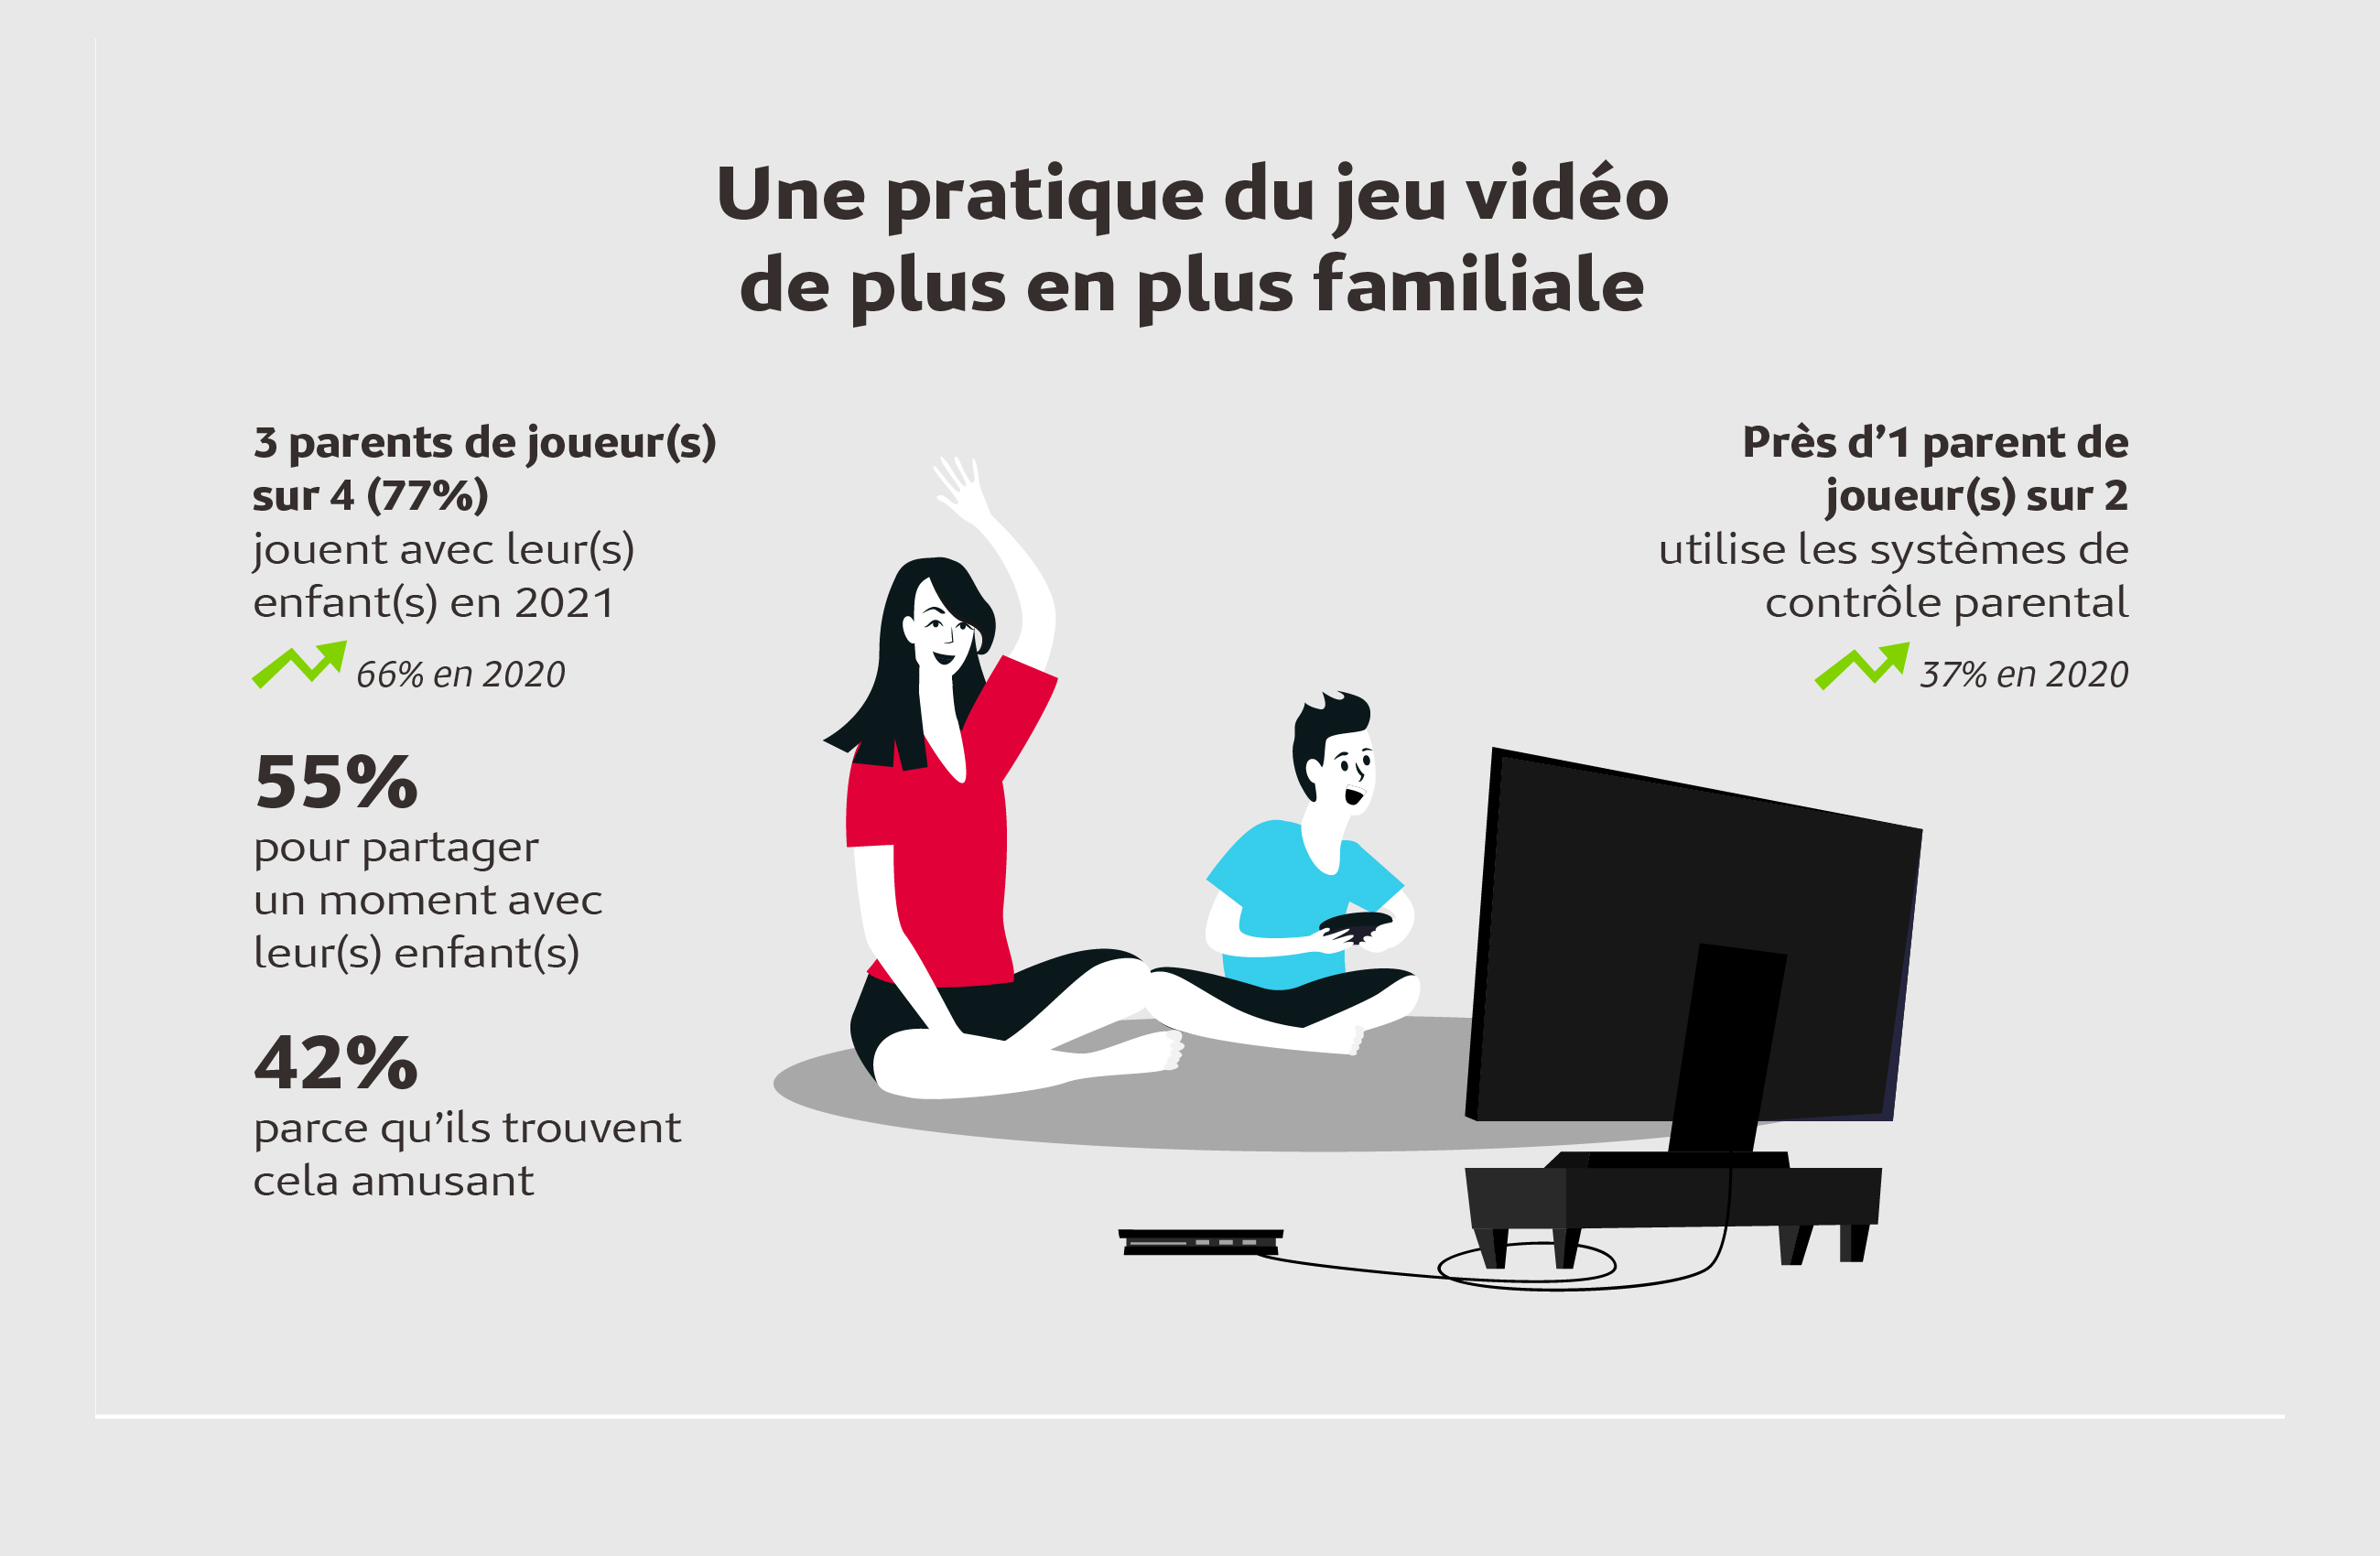 Une pratique du jeu vidéo
de plus en plus familiale
3 parents de joueur(s)
sur 4 (77%)
jouent avec leur(s)
enfant(s) en 2021
66% en 2020
55%
pour partager
un moment avec
leur(s) enfant(s)
42%
parce qu’ils trouvent
cela amusant
Près d’1 parent de
joueur(s) sur 2
utilise les systèmes de
contrôle parental
37% en 2020